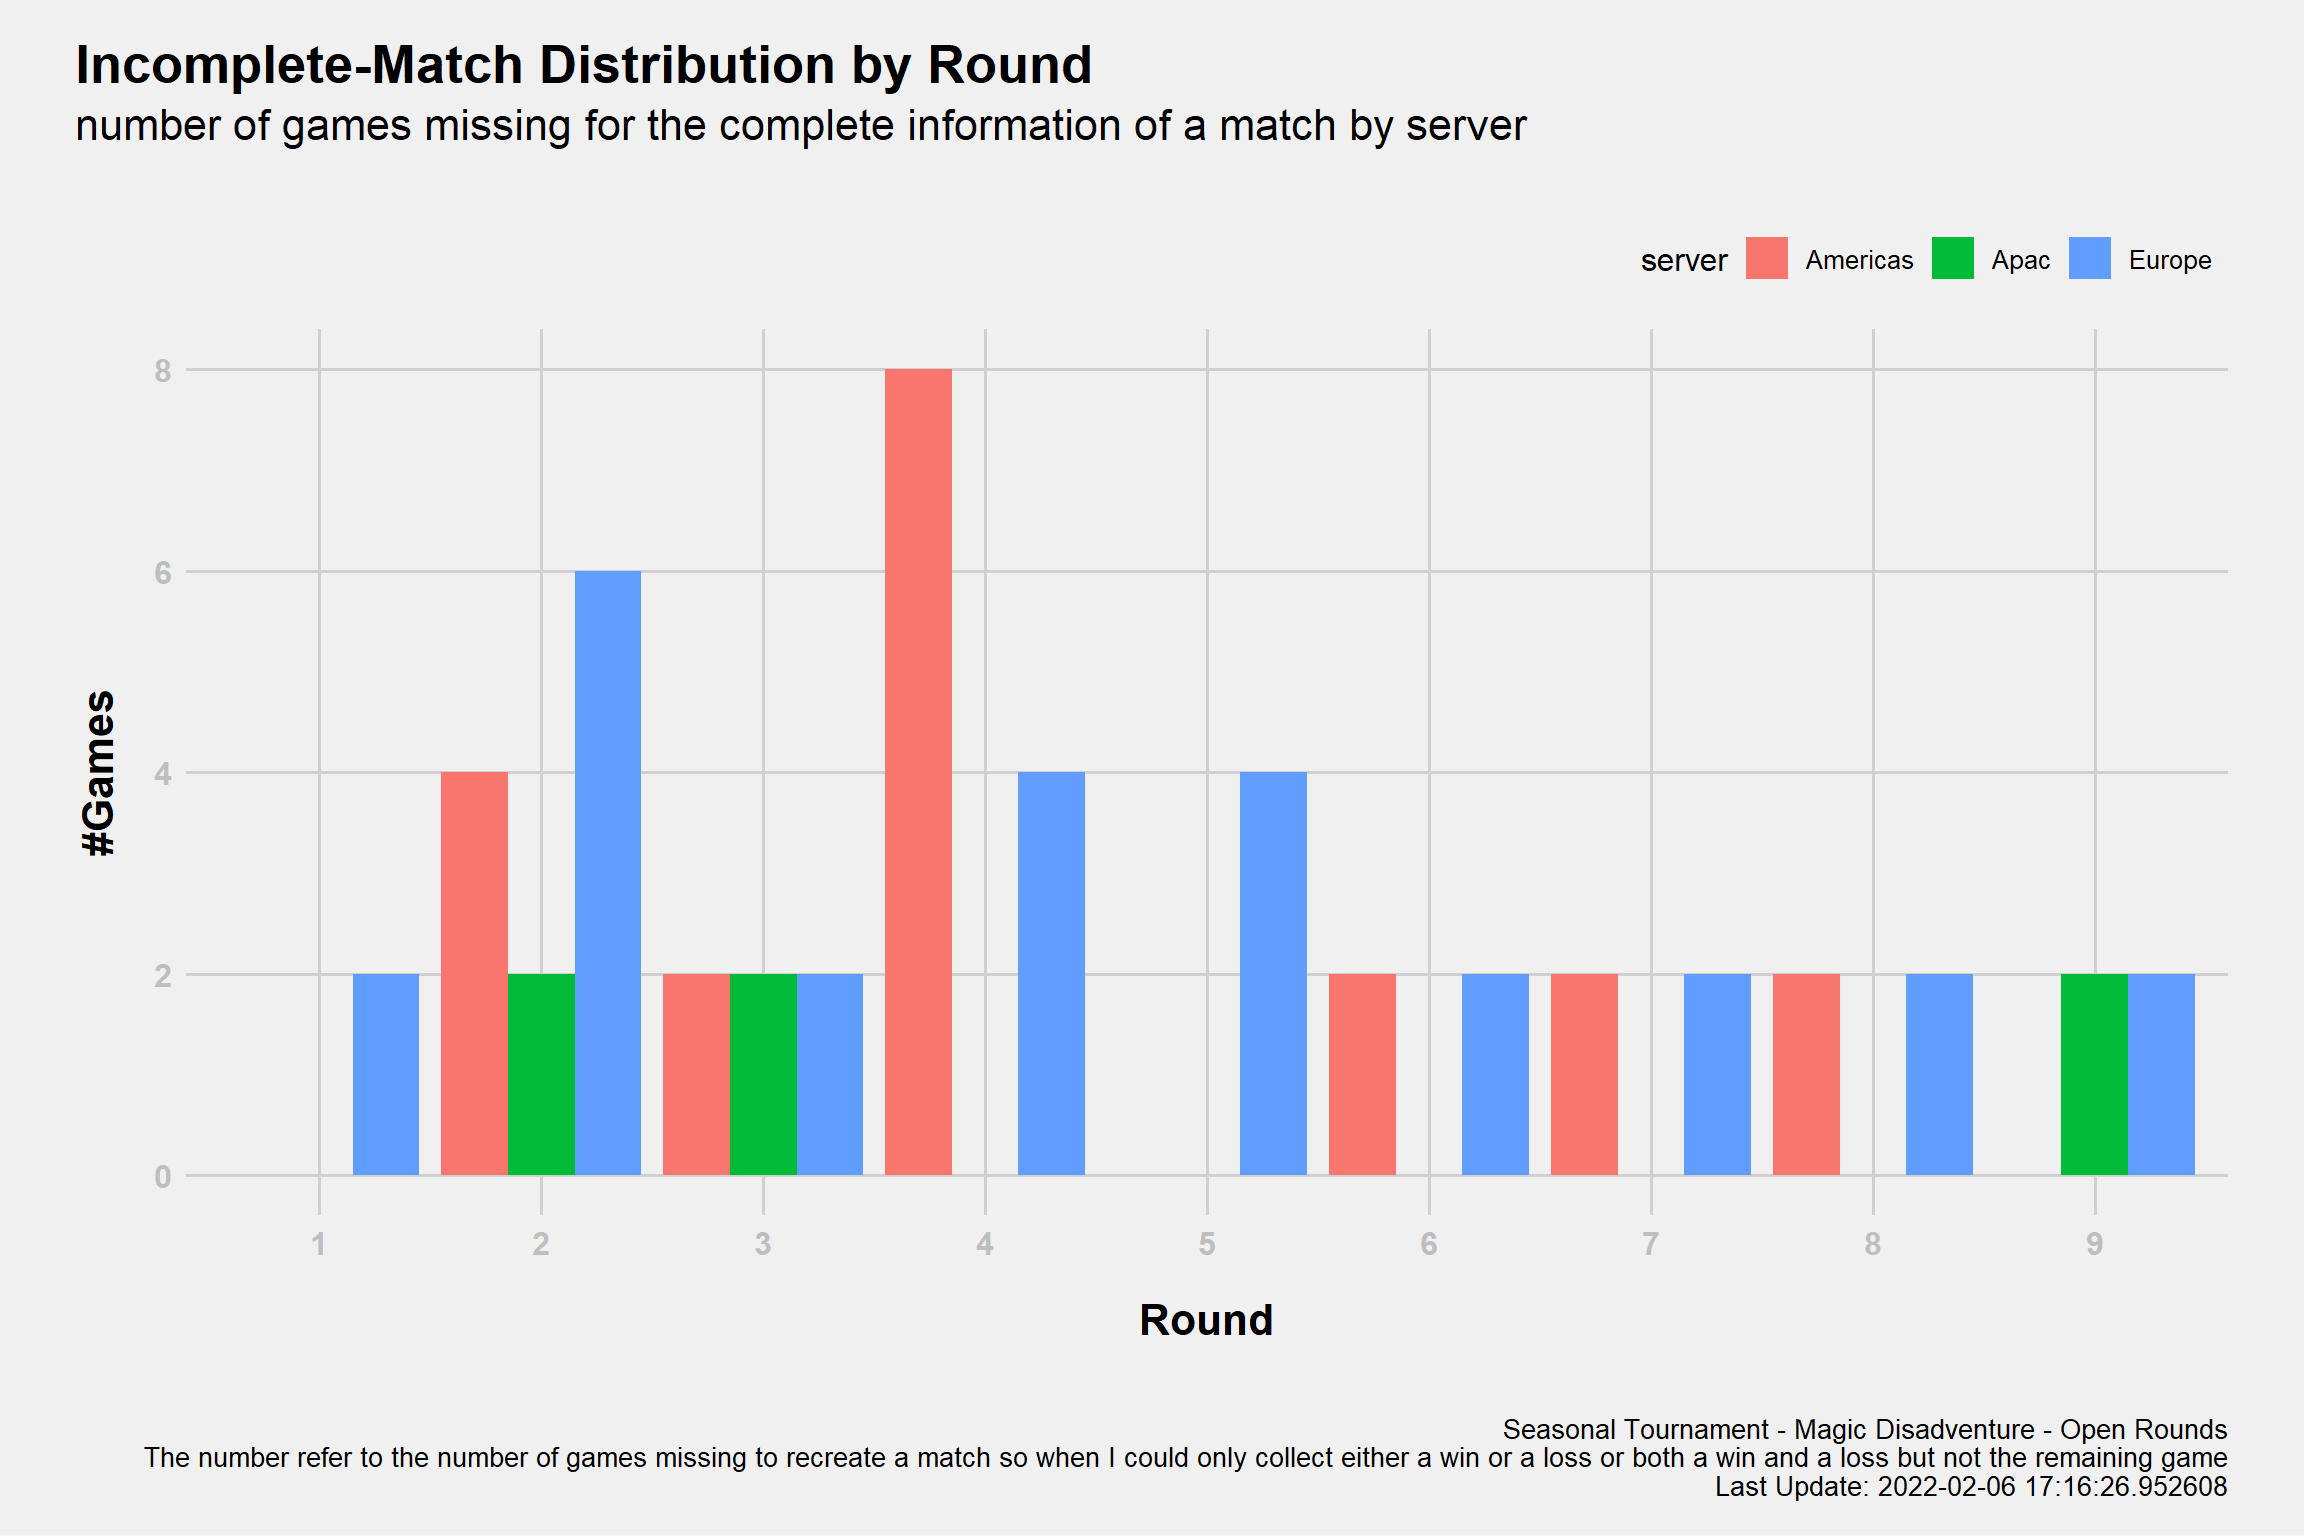 Incomplete-Match Distribution by Round
number of games missing for the complete information of a match by server
server Americas Apac Europe
8
6
4
2
0
#Games
1 2 3 4 5 6 7 8 9
Round
Seasonal Tournament - Magic Disadventure - Open Rounds
The number refer to the number of games missing to recreate a match so when I could only collect either a win or a loss or both a win and a loss but not the remaining game
Last Update: 2022-02-06 17:16:26.952608